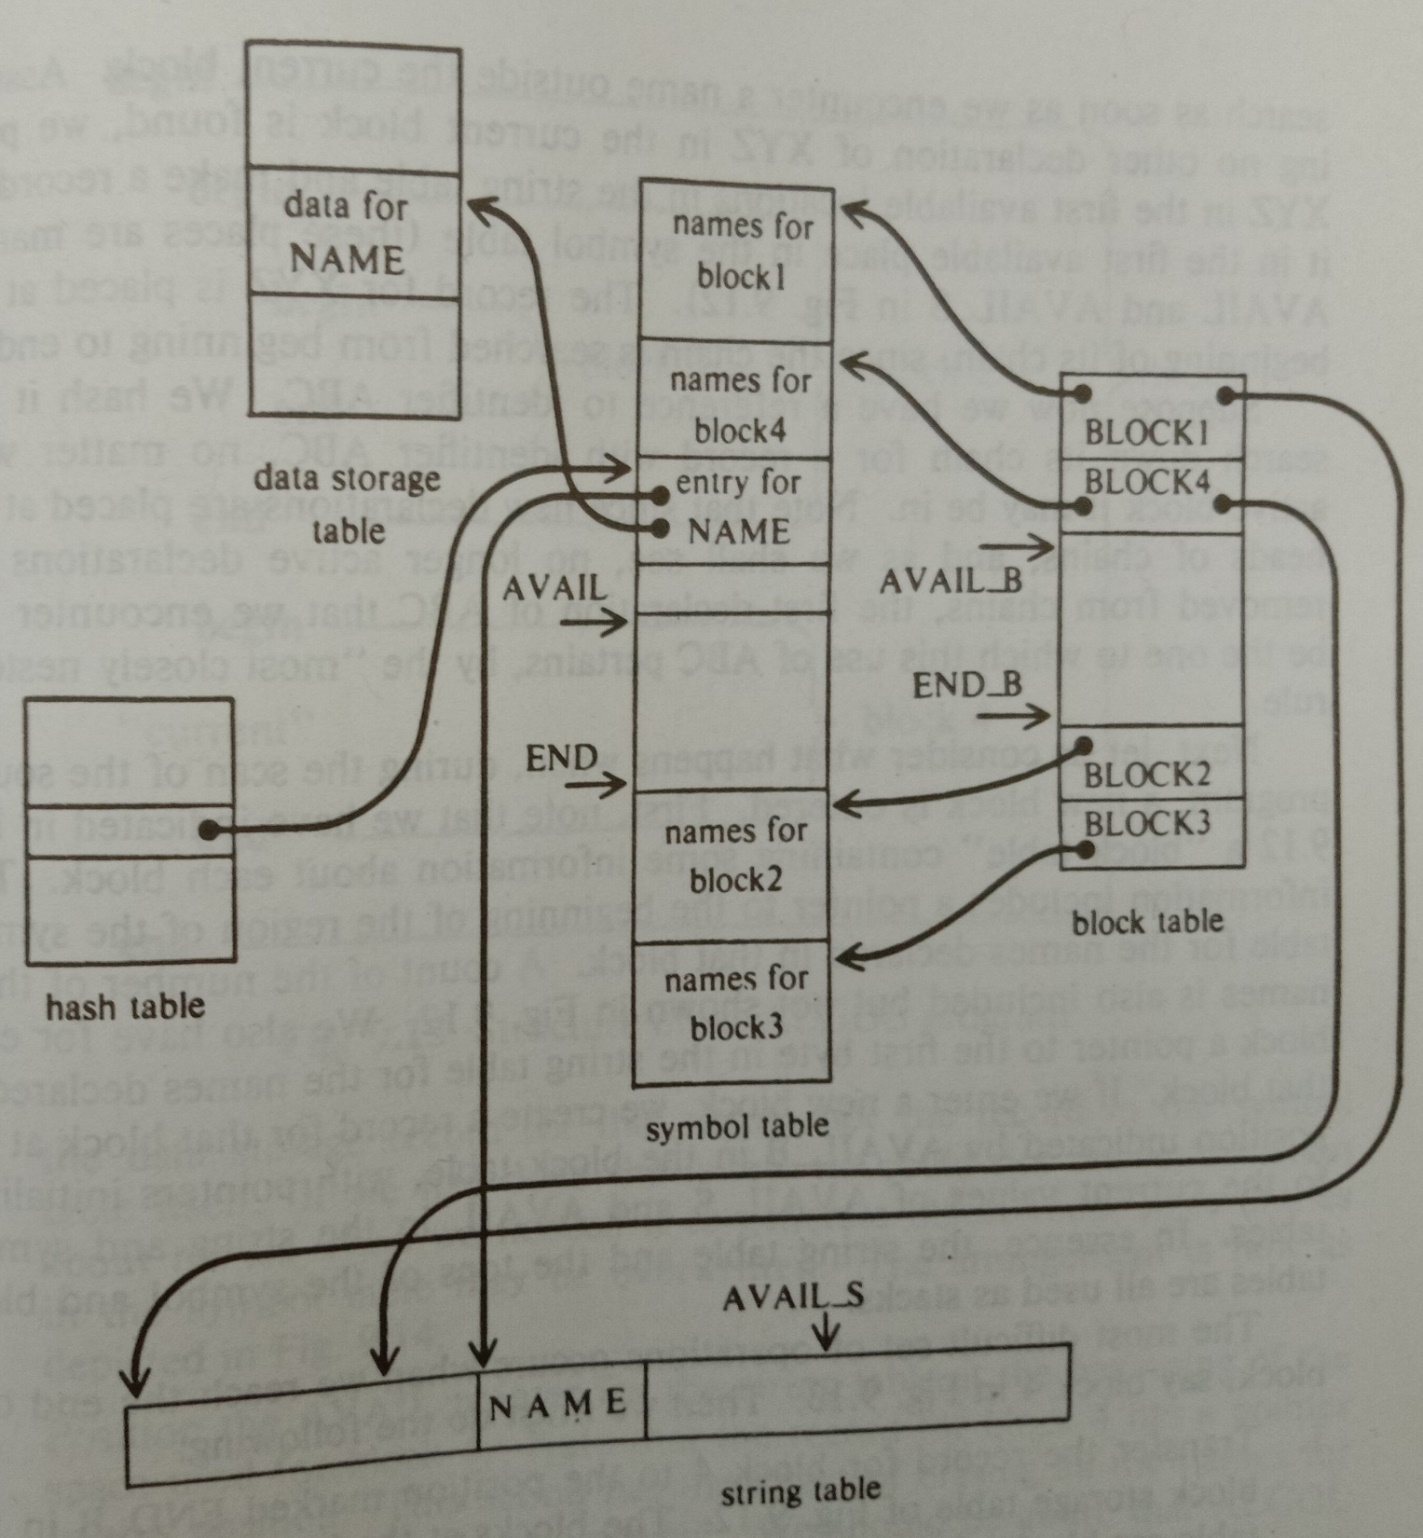 data for
NAME
data storage
table
names for
block1
names for
block4
entry for
NAME
AVAIL
END
names for
block2
names for
block3
symbol table
BLOCK1
BLOCK4
AVAIL_B
END_B
BLOCK2
BLOCK3
block table
hash table
AVAIL_S
NAME
string table